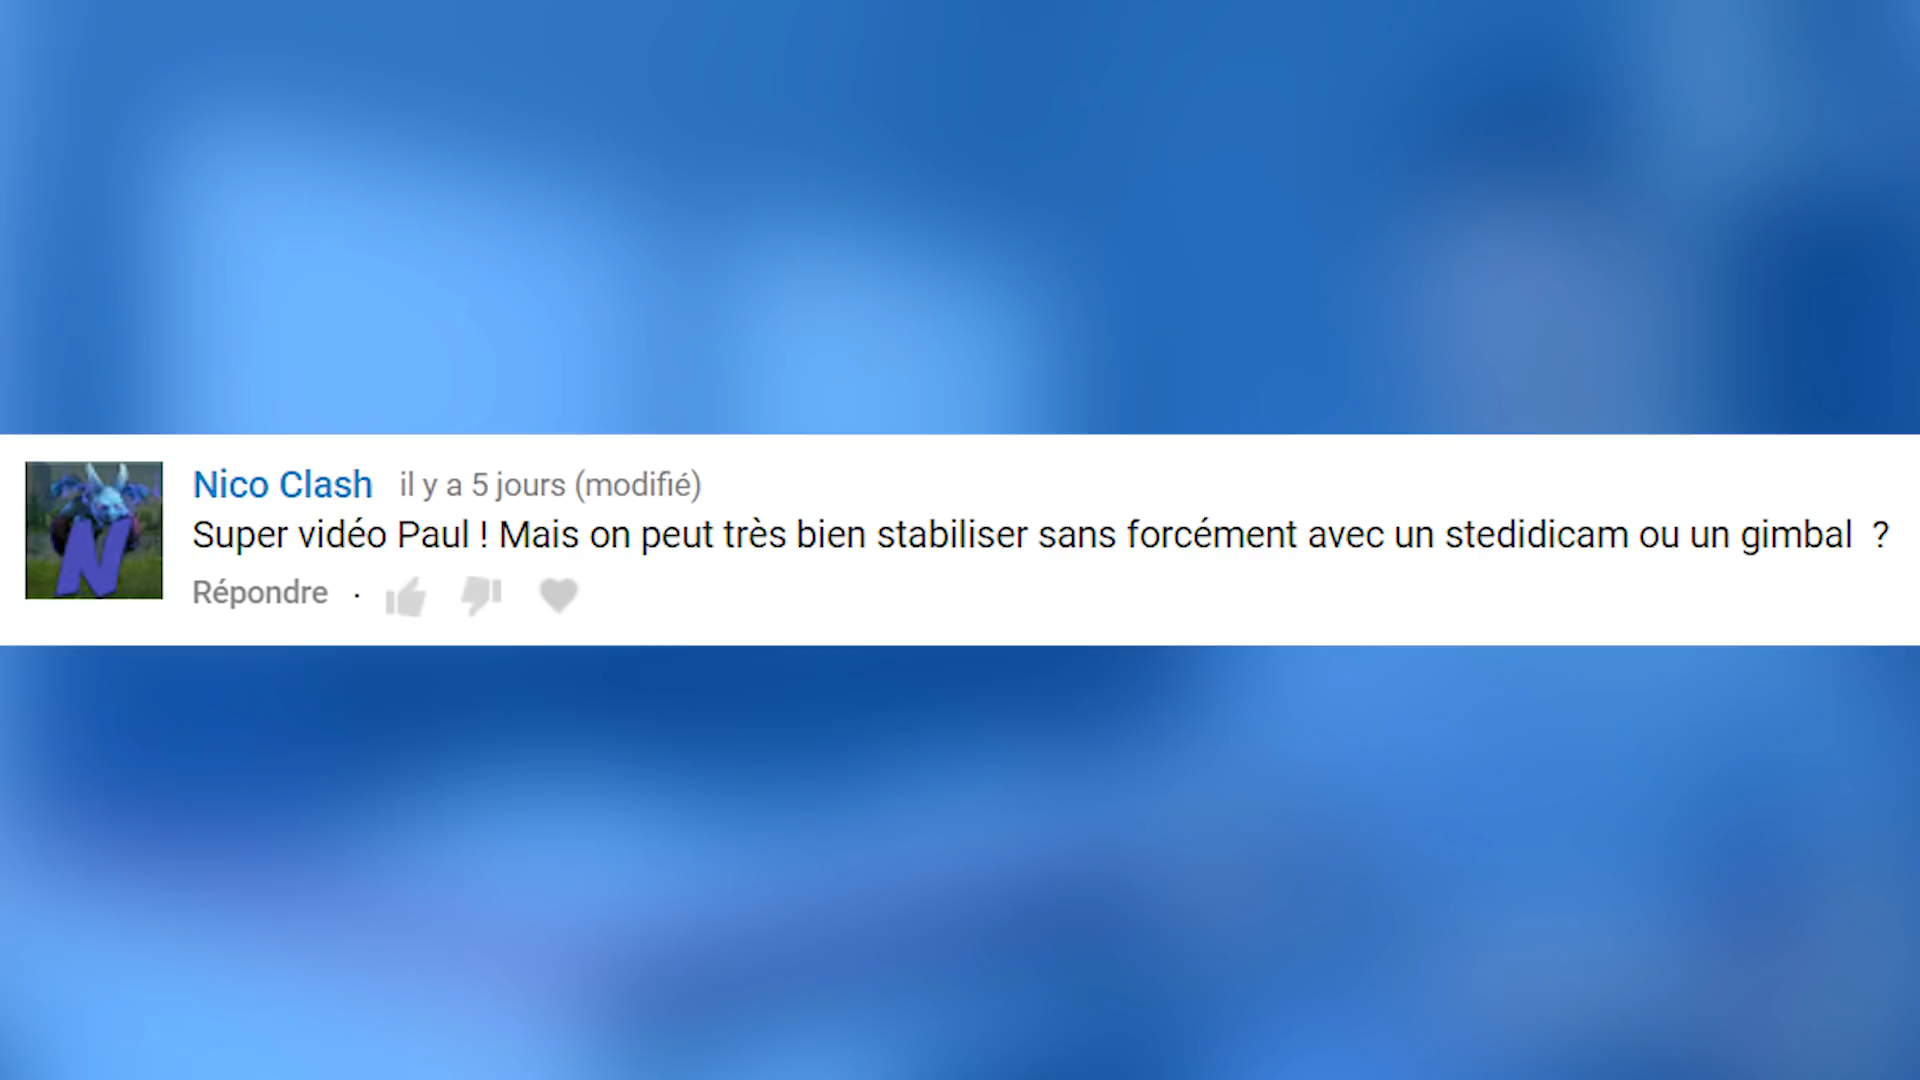 Nico Clash il y a 5 jours (modifié)
Super vidéo Paul ! Mais on peut très bien stabiliser sans forcément avec un stedidicam ou un gimbal ?
Répondre ·
N